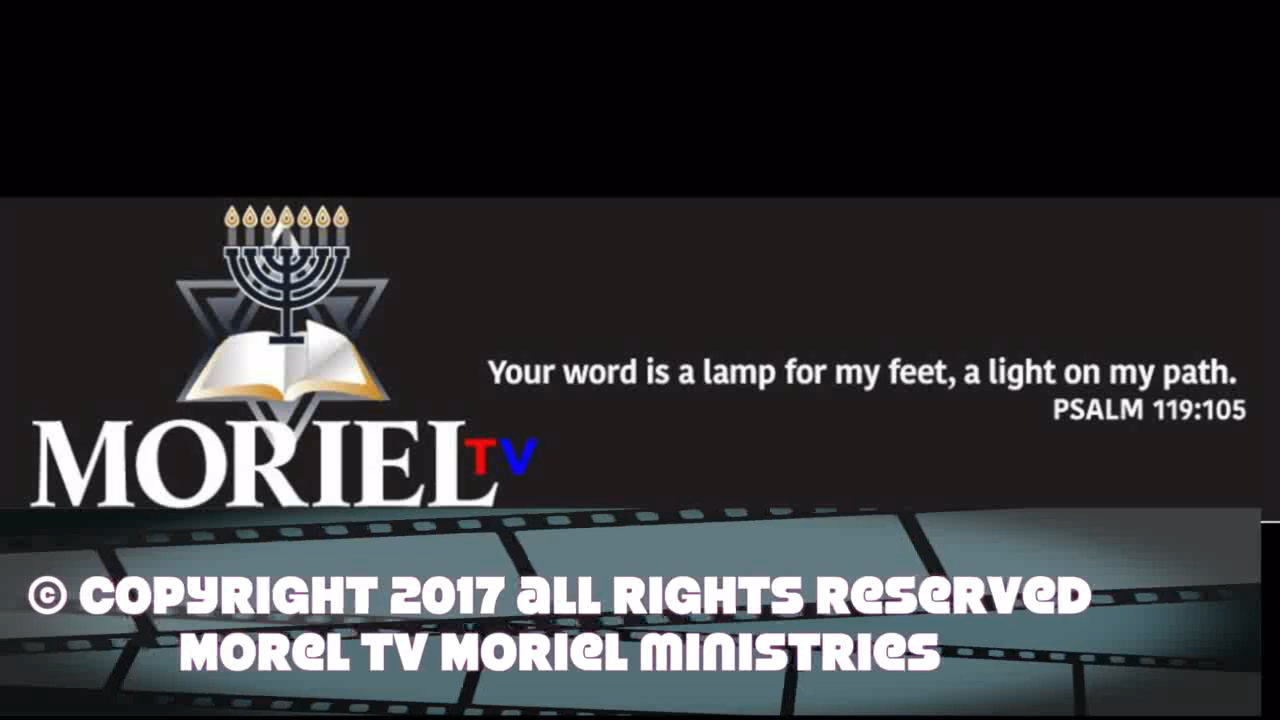 Your word is a lamp for my feet, a light on my path.
PSALM 119:105
MORIEL TV
© COPYRIGHT 2017 ALL RIGHTS RESERVED
MOREL TV MORIEL MINISTRIES